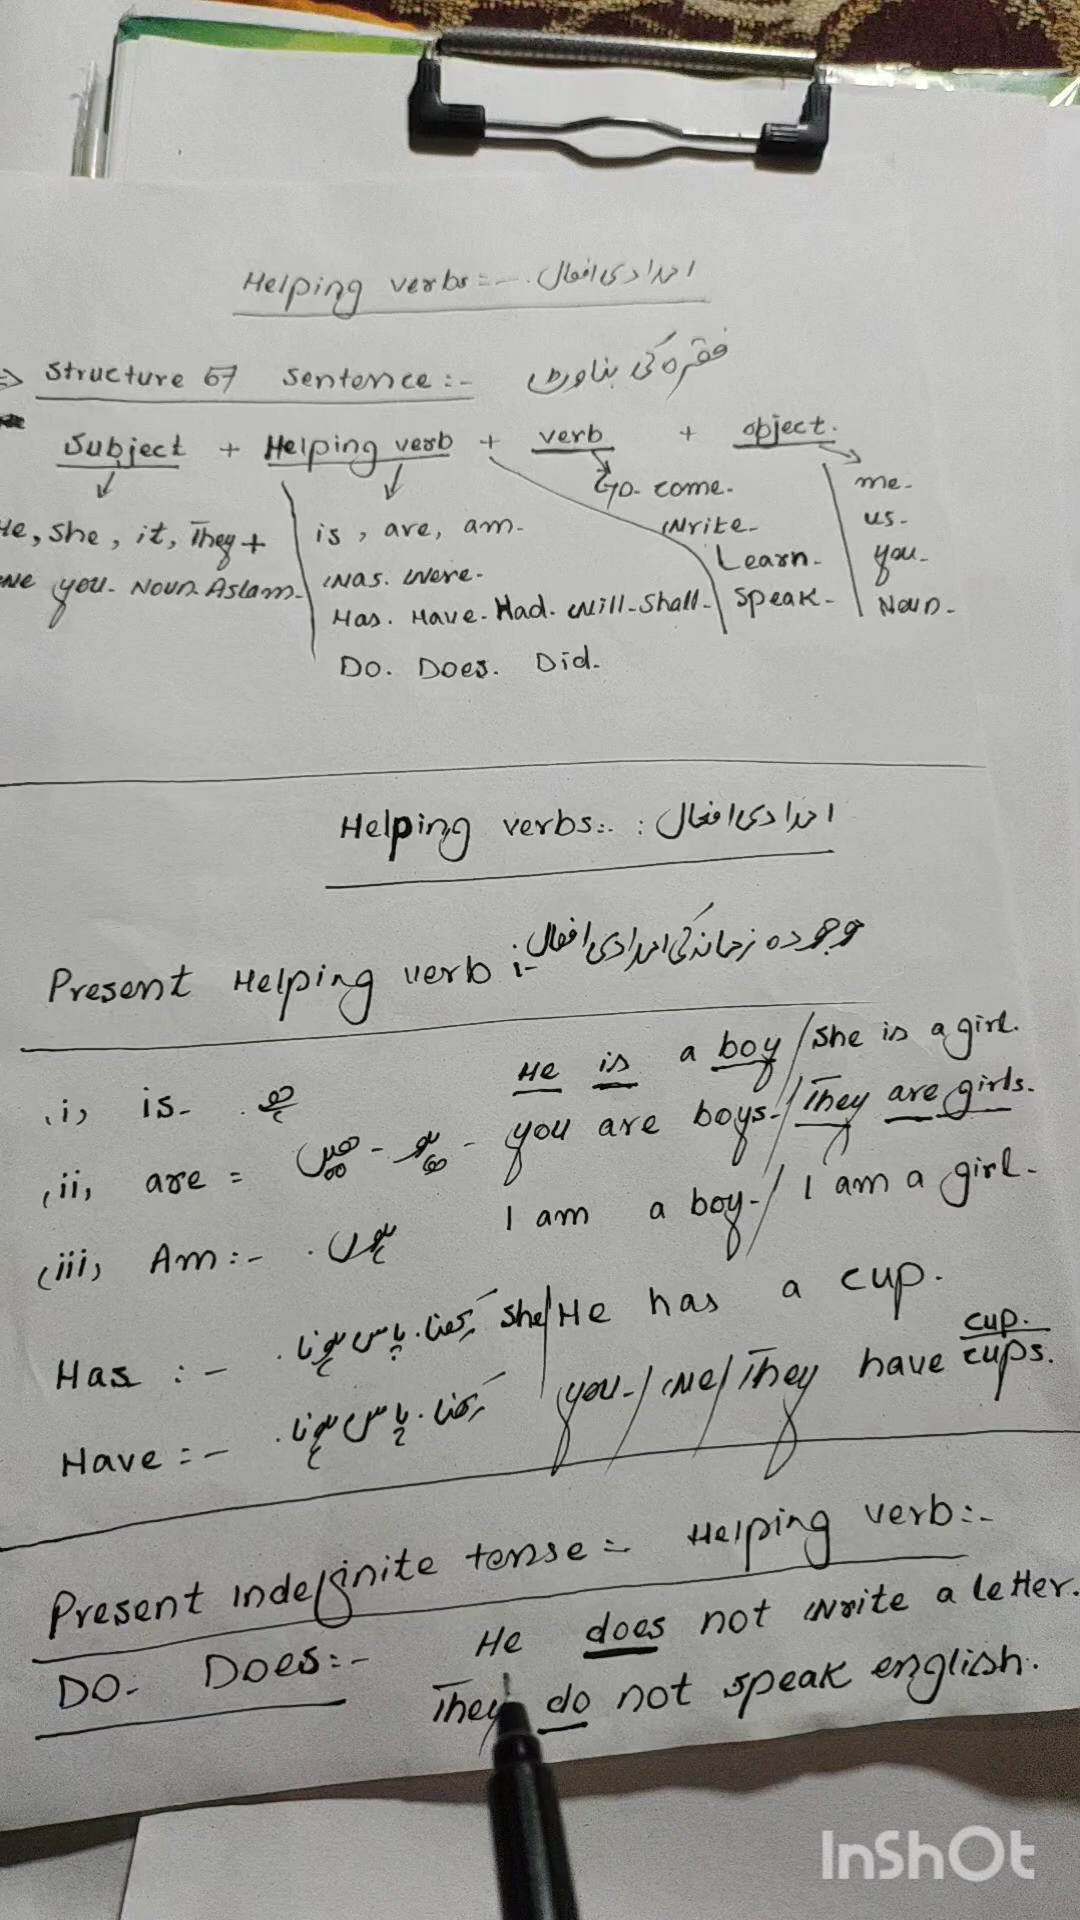 Helping verbs:- امدادی افعال
=> Structure of Sentence:- فقرہ کی بناوٹ
Subject + Helping verb + verb + object.
He, She, it, They + is, are, am. Go. come. me.
we you. Noun. Aslam. Was. Were. Write. us.
Has. Have. Had. Will. Shall. Learn. you.
Do. Does. Did. Speak. Noun.
Helping verbs:- امدادی افعال
Present Helping verb :- موجودہ زمانہ کی امدادی افعال
(i) is - ہے. He is a boy / She is a girl.
(ii) are = ہیں - ہو - you are boys. / They are girls.
(iii) Am :- ہوں. I am a boy. / I am a girl.
Has :- رکھنا. پاس ہونا. She/He has a cup.
Have :- رکھنا. پاس ہونا. you / We / They have cup. cups.
Present indefinite tense :- Helping verb :-
DO. Does :- He does not write a letter.
They do not speak english.
InShOt